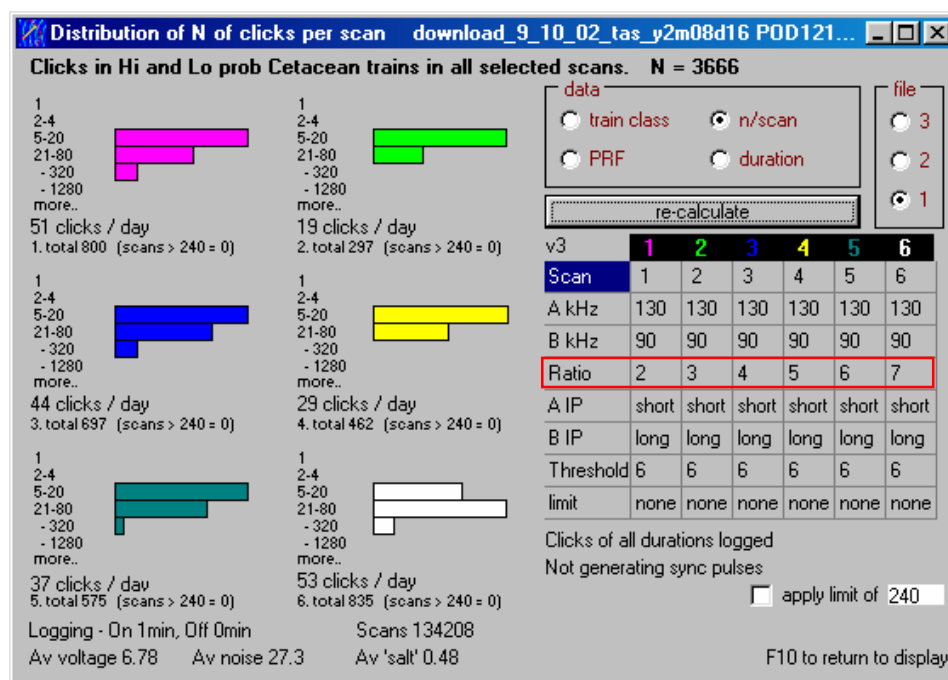 Distribution of N of clicks per scan download_9_10_02_tas_y2m08d16 POD121...
Clicks in Hi and Lo prob Cetacean trains in all selected scans. N = 3666
1
2-4
5-20
21-80
- 320
- 1280
more..
51 clicks / day
1. total 800 (scans > 240 = 0)
1
2-4
5-20
21-80
- 320
- 1280
more..
19 clicks / day
2. total 297 (scans > 240 = 0)
1
2-4
5-20
21-80
- 320
- 1280
more..
44 clicks / day
3. total 697 (scans > 240 = 0)
1
2-4
5-20
21-80
- 320
- 1280
more..
29 clicks / day
4. total 462 (scans > 240 = 0)
1
2-4
5-20
21-80
- 320
- 1280
more..
37 clicks / day
5. total 575 (scans > 240 = 0)
1
2-4
5-20
21-80
- 320
- 1280
more..
53 clicks / day
6. total 835 (scans > 240 = 0)
Logging - On 1min, Off 0min Scans 134208
Av voltage 6.78 Av noise 27.3 Av 'salt' 0.48
data
train class n/scan
PRF duration
file
3
2
1
re-calculate
v3 1 2 3 4 5 6
Scan 1 2 3 4 5 6
A kHz 130 130 130 130 130 130
B kHz 90 90 90 90 90 90
Ratio 2 3 4 5 6 7
A IP short short short short short short
B IP long long long long long long
Threshold 6 6 6 6 6 6
limit none none none none none none
Clicks of all durations logged
Not generating sync pulses
apply limit of 240
F10 to return to display